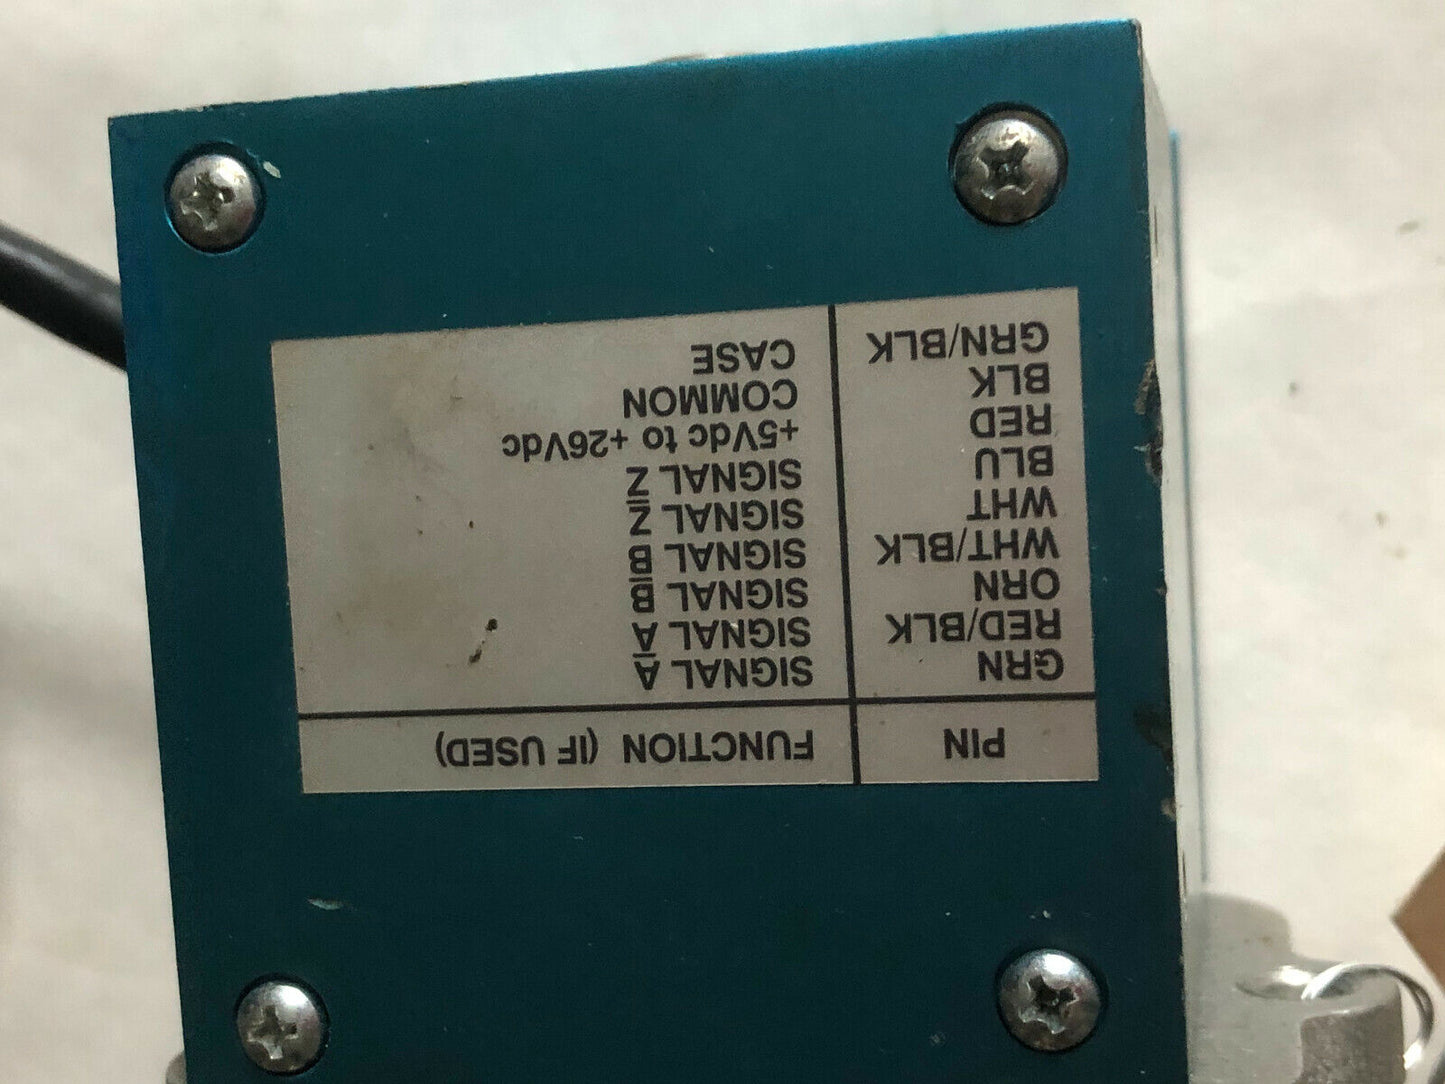 PIN FUNCTION (IF USED)
GRN SIGNAL A
RED/BLK SIGNAL A̅
ORN SIGNAL B
WHT/BLK SIGNAL B̅
WHT SIGNAL Z
BLU SIGNAL Z̅
RED +5Vdc to +26Vdc
BLK COMMON
GRN/BLK CASE